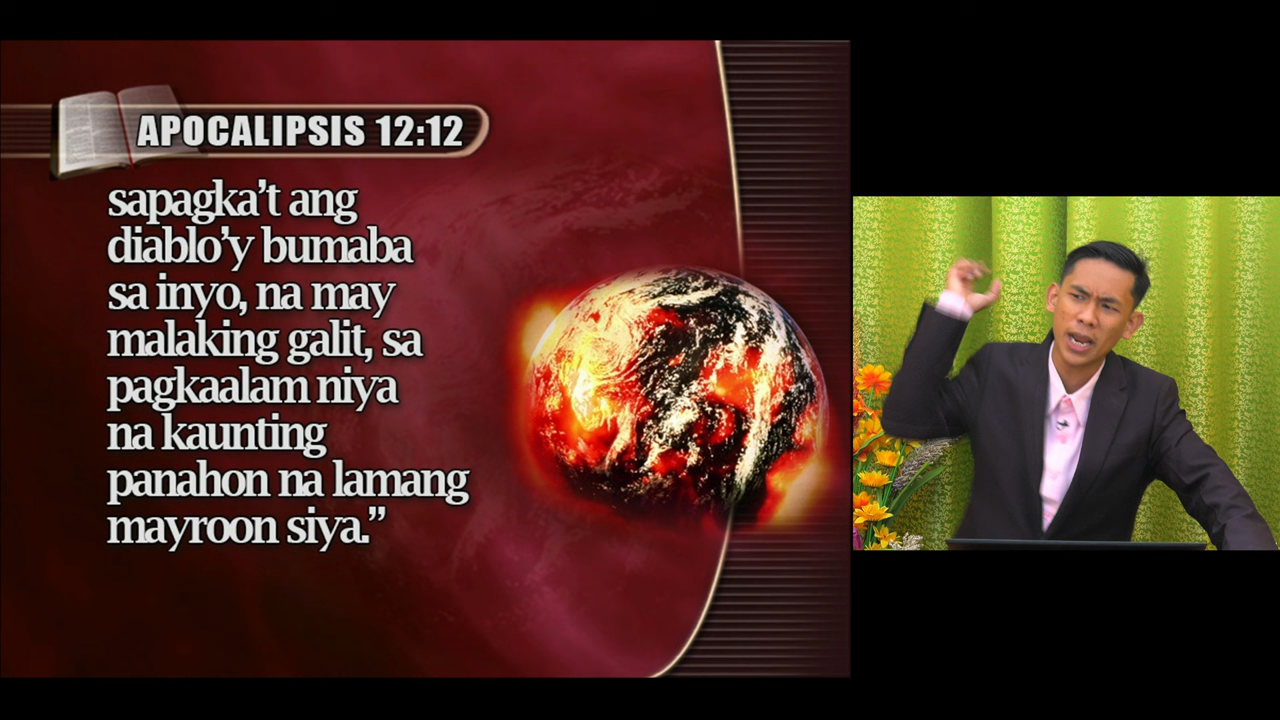 APOCALIPSIS 12:12
sapagka’t ang
diablo’y bumaba
sa inyo, na may
malaking galit, sa
pagkaalam niya
na kaunting
panahon na lamang
mayroon siya.”